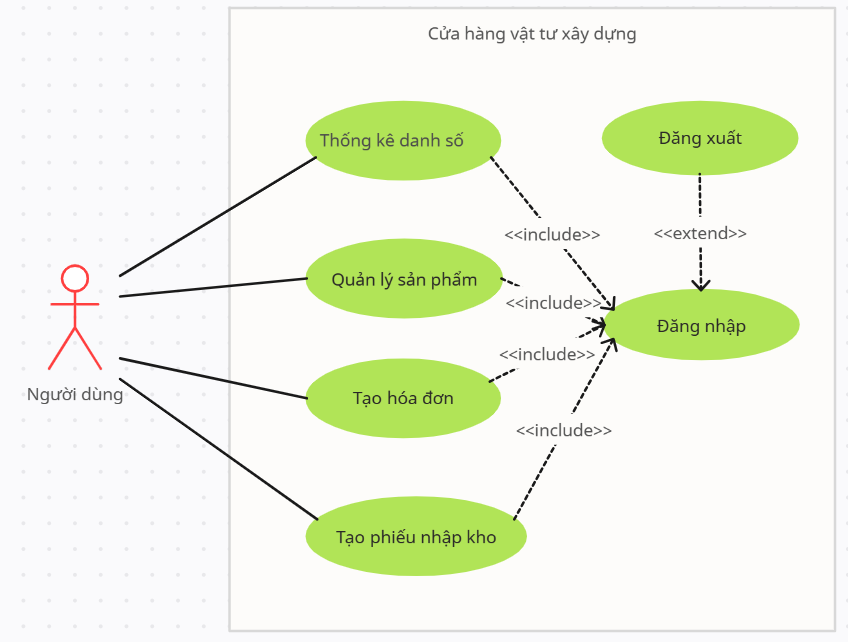 Cửa hàng vật tư xây dựng
Thống kê danh số
Đăng xuất
<<include>>
<<extend>>
Quản lý sản phẩm
<<include>>
Đăng nhập
<<include>>
Người dùng
Tạo hóa đơn
<<include>>
Tạo phiếu nhập kho